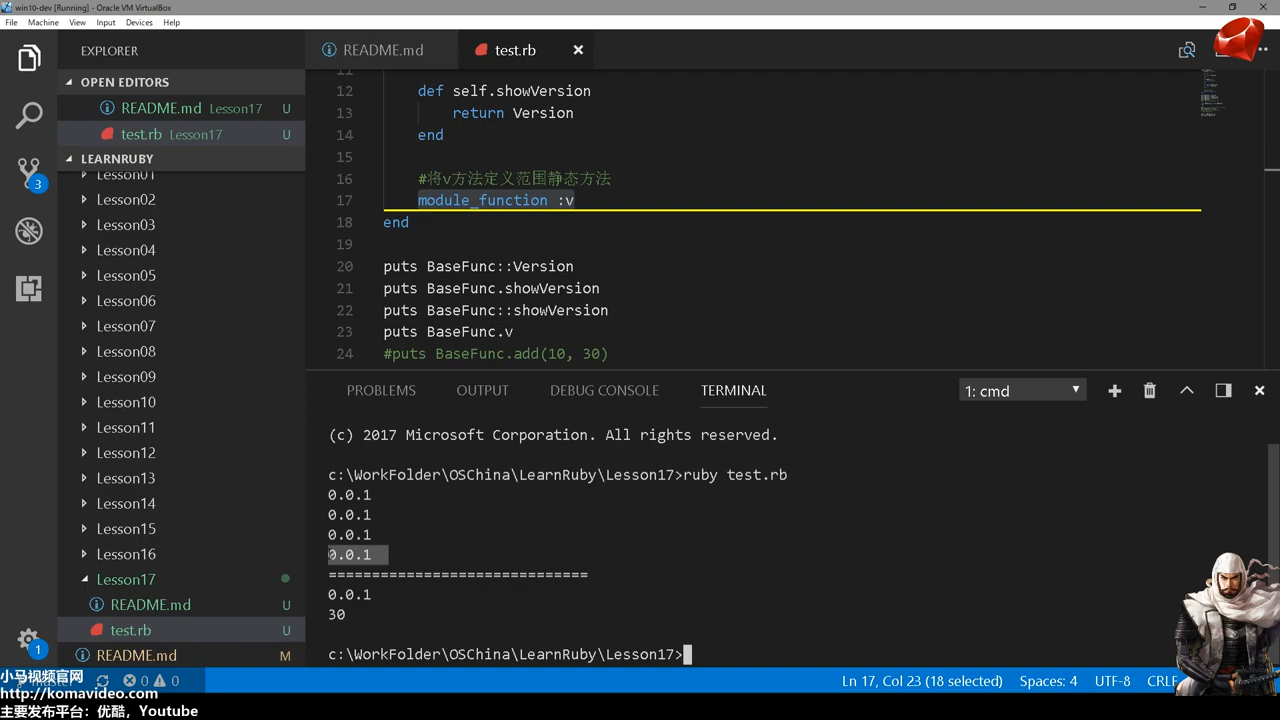 win10-dev [Running] - Oracle VM VirtualBox
File Machine View Input Devices Help
EXPLORER
OPEN EDITORS
README.md Lesson17 U
test.rb Lesson17 U
LEARNRUBY
Lesson01
Lesson02
Lesson03
Lesson04
Lesson05
Lesson06
Lesson07
Lesson08
Lesson09
Lesson10
Lesson11
Lesson12
Lesson13
Lesson14
Lesson15
Lesson16
Lesson17
README.md U
test.rb U
README.md M
3
1
README.md test.rb
11
12 def self.showVersion
13 return Version
14 end
15
16 #将v方法定义范围静态方法
17 module_function :v
18 end
19
20 puts BaseFunc::Version
21 puts BaseFunc.showVersion
22 puts BaseFunc::showVersion
23 puts BaseFunc.v
24 #puts BaseFunc.add(10, 30)
PROBLEMS OUTPUT DEBUG CONSOLE TERMINAL 1: cmd
(c) 2017 Microsoft Corporation. All rights reserved.
c:\WorkFolder\OSChina\LearnRuby\Lesson17>ruby test.rb
0.0.1
0.0.1
0.0.1
0.0.1
==============================
0.0.1
30
c:\WorkFolder\OSChina\LearnRuby\Lesson17>
0 0 Ln 17, Col 23 (18 selected) Spaces: 4 UTF-8 CRLF
小马视频官网
http://komavideo.com
主要发布平台：优酷，Youtube